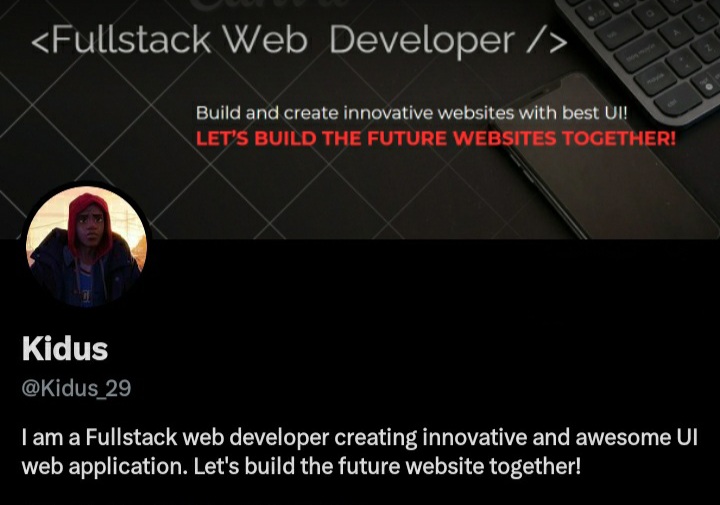 <Fullstack Web Developer />
Build and create innovative websites with best UI!
LET'S BUILD THE FUTURE WEBSITES TOGETHER!
Kidus
@Kidus_29
I am a Fullstack web developer creating innovative and awesome UI
web application. Let's build the future website together!